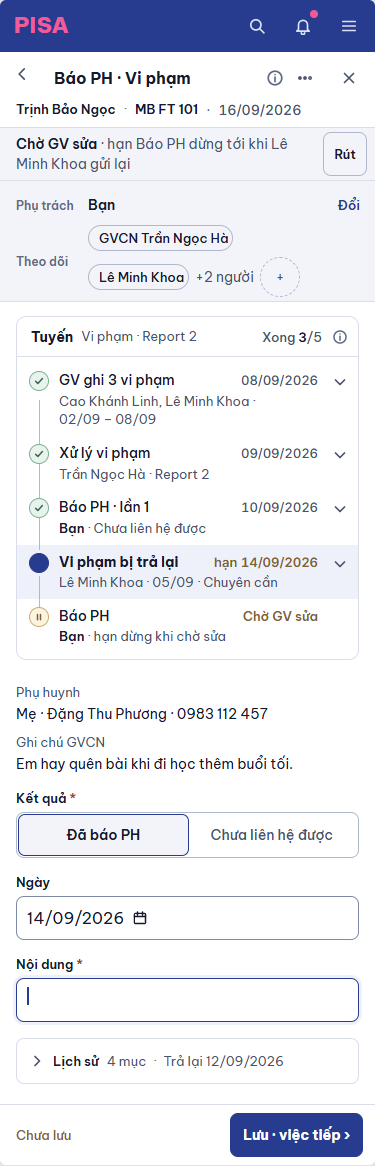 PISA
Báo PH · Vi phạm
Trịnh Bảo Ngọc · MB FT 101 · 16/09/2026
Chờ GV sửa · hạn Báo PH dừng tới khi Lê
Minh Khoa gửi lại
Rút
Phụ trách Bạn Đổi
GVCN Trần Ngọc Hà
Theo dõi
Lê Minh Khoa +2 người +
Tuyến Vi phạm · Report 2 Xong 3/5
GV ghi 3 vi phạm 08/09/2026
Cao Khánh Linh, Lê Minh Khoa ·
02/09 – 08/09
Xử lý vi phạm 09/09/2026
Trần Ngọc Hà · Report 2
Báo PH · lần 1 10/09/2026
Bạn · Chưa liên hệ được
Vi phạm bị trả lại hạn 14/09/2026
Lê Minh Khoa · 05/09 · Chuyên cần
Báo PH Chờ GV sửa
Bạn · hạn dừng khi chờ sửa
Phụ huynh
Mẹ · Đặng Thu Phương · 0983 112 457
Ghi chú GVCN
Em hay quên bài khi đi học thêm buổi tối.
Kết quả *
Đã báo PH Chưa liên hệ được
Ngày
14/09/2026
Nội dung *
Lịch sử 4 mục · Trả lại 12/09/2026
Chưa lưu Lưu · việc tiếp ›